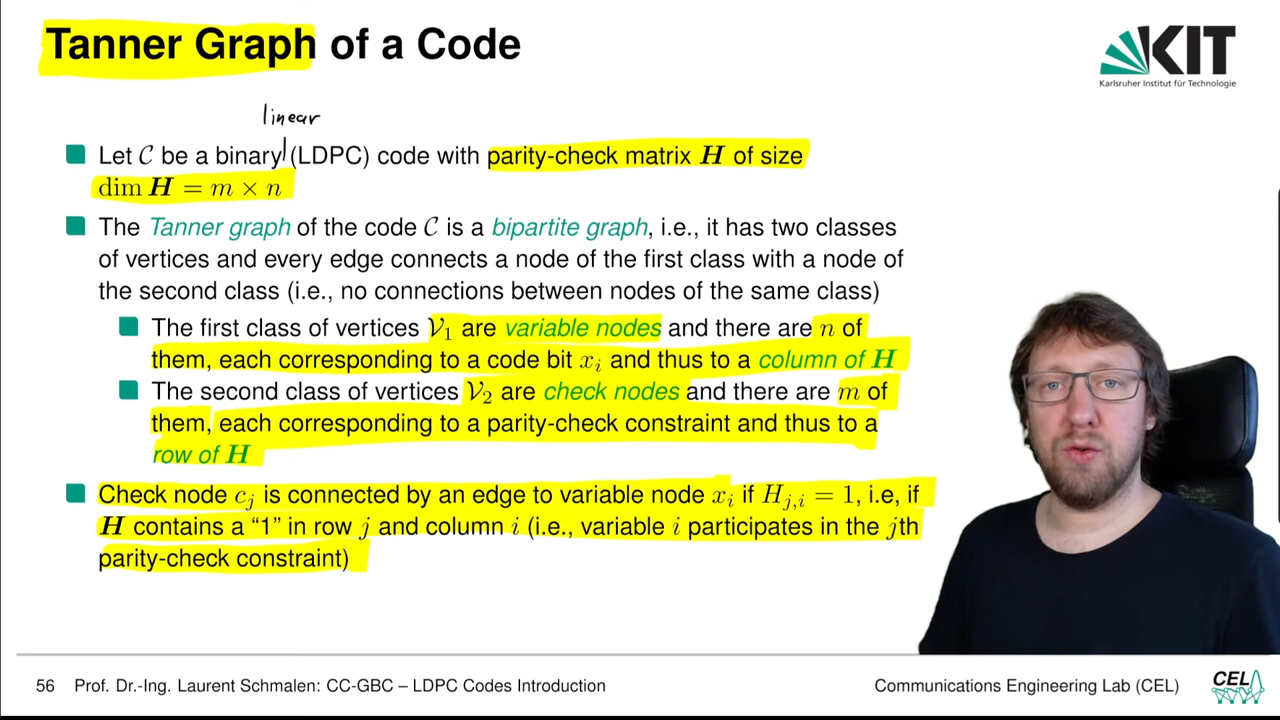 Tanner Graph of a Code
KIT
Karlsruher Institut für Technologie
linear
Let 𝒞 be a binary (LDPC) code with parity-check matrix H of size
dim H = m × n
The Tanner graph of the code 𝒞 is a bipartite graph, i.e., it has two classes
of vertices and every edge connects a node of the first class with a node of
the second class (i.e., no connections between nodes of the same class)
The first class of vertices 𝒱₁ are variable nodes and there are n of
them, each corresponding to a code bit xᵢ and thus to a column of H
The second class of vertices 𝒱₂ are check nodes and there are m of
them, each corresponding to a parity-check constraint and thus to a
row of H
Check node cⱼ is connected by an edge to variable node xᵢ if Hⱼ,ᵢ = 1, i.e, if
H contains a “1” in row j and column i (i.e., variable i participates in the jth
parity-check constraint)
56 Prof. Dr.-Ing. Laurent Schmalen: CC-GBC – LDPC Codes Introduction
Communications Engineering Lab (CEL)
CEL